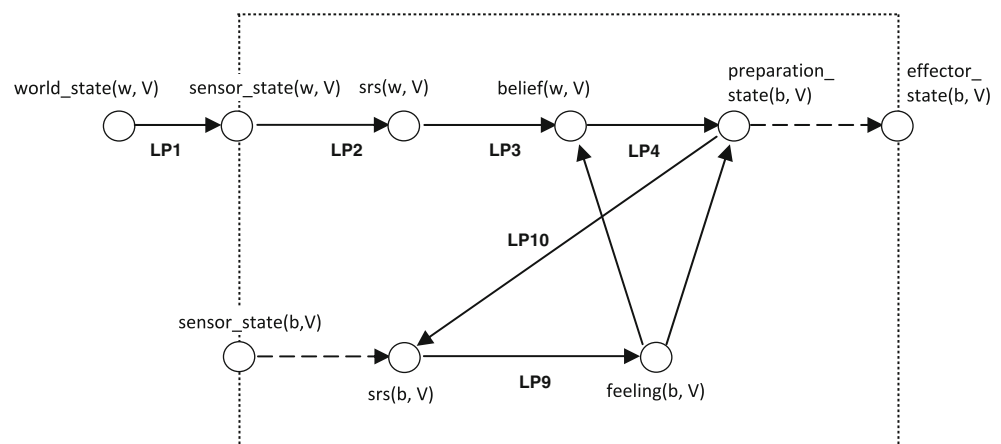 world_state(w, V)
sensor_state(w, V)
srs(w, V)
belief(w, V)
preparation_
state(b, V)
effector_
state(b, V)
LP1
LP2
LP3
LP4
LP10
sensor_state(b,V)
srs(b, V)
LP9
feeling(b, V)